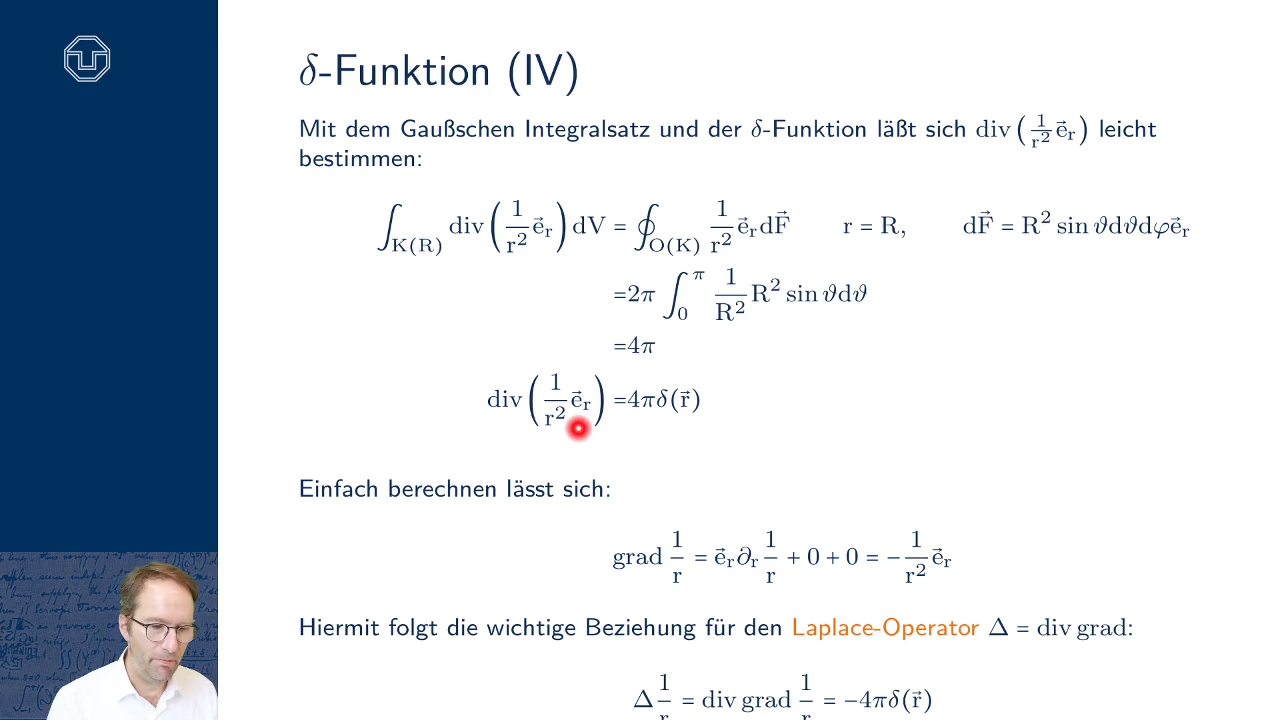 δ-Funktion (IV)
Mit dem Gaußschen Integralsatz und der δ-Funktion läßt sich div(1/r² e⃗_r) leicht
bestimmen:
∫_K(R) div(1/r² e⃗_r) dV = ∮_O(K) 1/r² e⃗_r dF⃗ r = R, dF⃗ = R² sin ϑdϑdφe⃗_r
=2π ∫_0^π 1/R² R² sin ϑdϑ
=4π
div(1/r² e⃗_r) =4πδ(r⃗)
Einfach berechnen lässt sich:
grad 1/r = e⃗_r ∂_r 1/r + 0 + 0 = −1/r² e⃗_r
Hiermit folgt die wichtige Beziehung für den Laplace-Operator Δ = div grad:
Δ 1/r = div grad 1/r = −4πδ(r⃗)